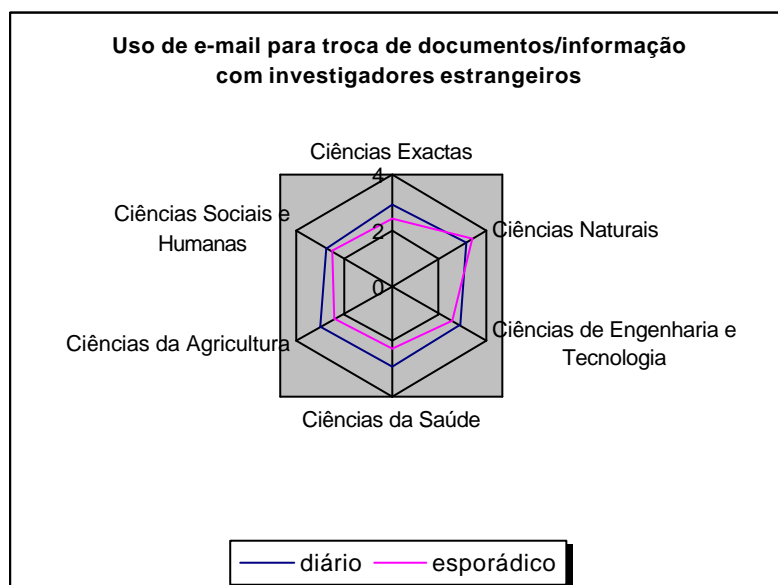 Uso de e-mail para troca de documentos/informação
com investigadores estrangeiros
Ciências Exactas
4
Ciências Sociais e
Humanas
2
Ciências Naturais
0
Ciências da Agricultura
Ciências de Engenharia e
Tecnologia
Ciências da Saúde
diário
esporádico